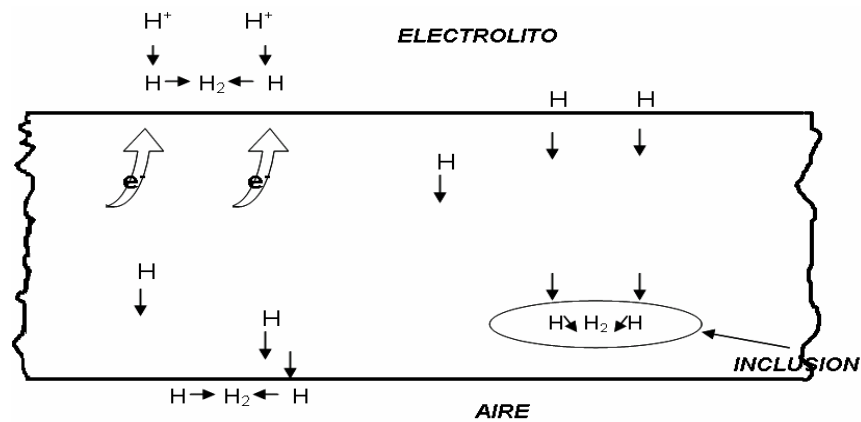 H⁺ H⁺
ELECTROLITO
H H₂ H
H H
H
e⁻ e⁻
H
H
H H₂ H
INCLUSION
H H₂ H
AIRE